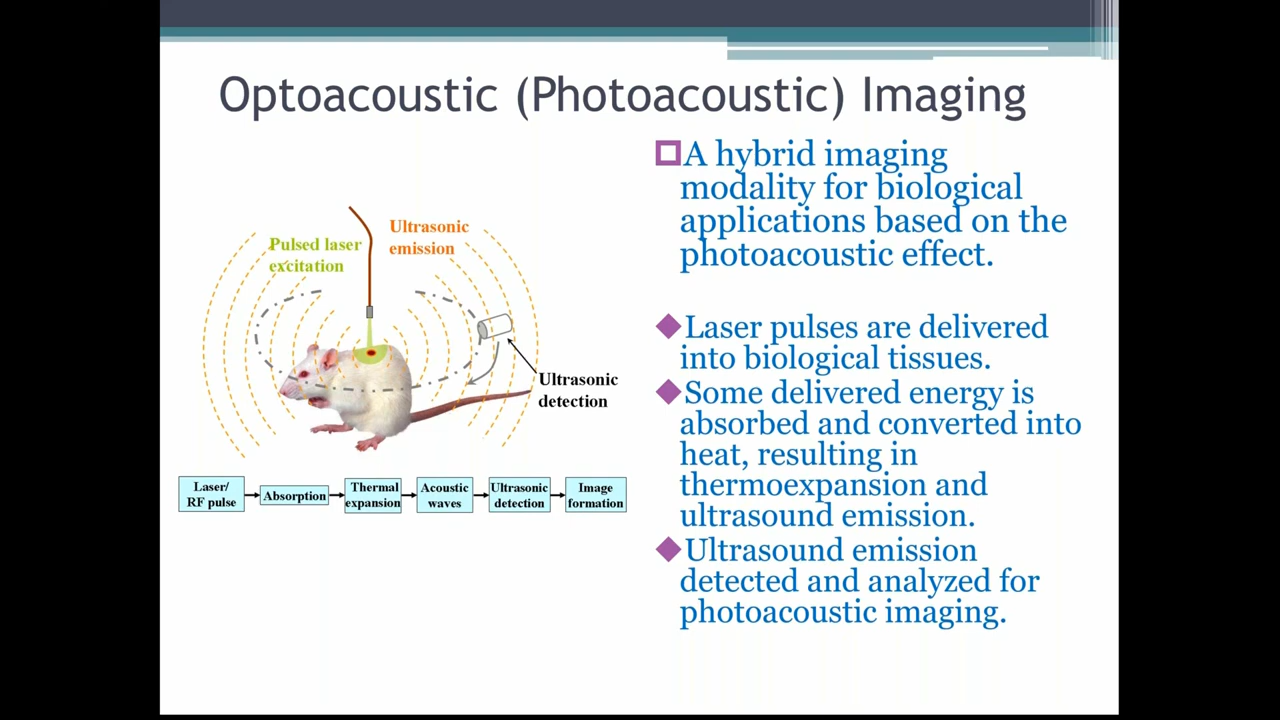 Optoacoustic (Photoacoustic) Imaging
Pulsed laser
excitation
Ultrasonic
emission
Ultrasonic
detection
Laser/
RF pulse
Absorption
Thermal
expansion
Acoustic
waves
Ultrasonic
detection
Image
formation
A hybrid imaging
modality for biological
applications based on the
photoacoustic effect.
Laser pulses are delivered
into biological tissues.
Some delivered energy is
absorbed and converted into
heat, resulting in
thermoexpansion and
ultrasound emission.
Ultrasound emission
detected and analyzed for
photoacoustic imaging.